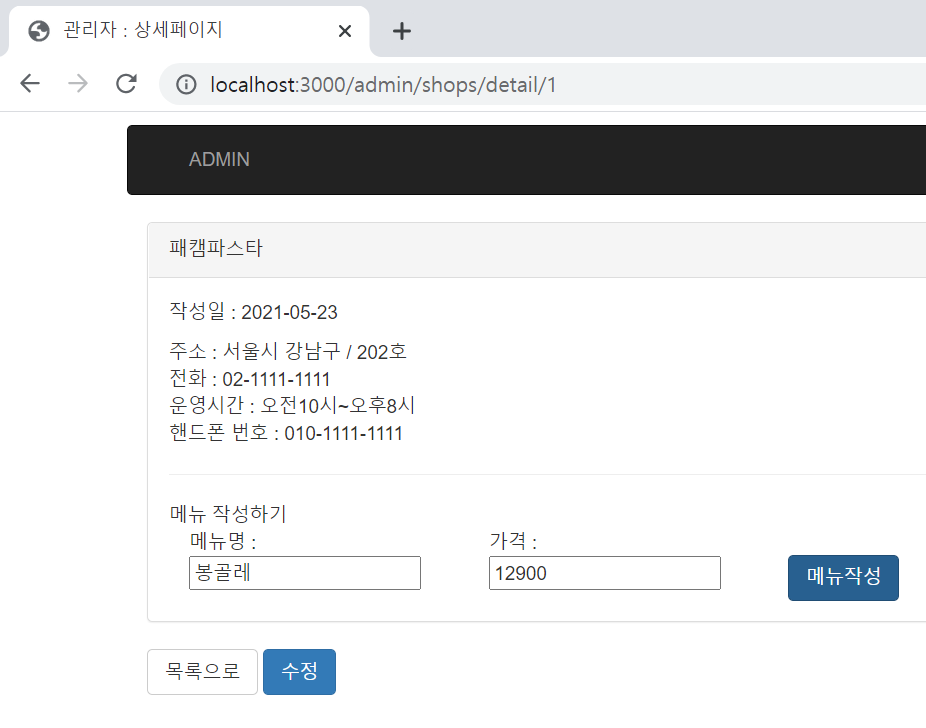 관리자 : 상세페이지
localhost:3000/admin/shops/detail/1
ADMIN
패캠파스타
작성일 : 2021-05-23
주소 : 서울시 강남구 / 202호
전화 : 02-1111-1111
운영시간 : 오전10시~오후8시
핸드폰 번호 : 010-1111-1111
메뉴 작성하기
메뉴명 : 가격 :
봉골레 12900 메뉴작성
목록으로 수정